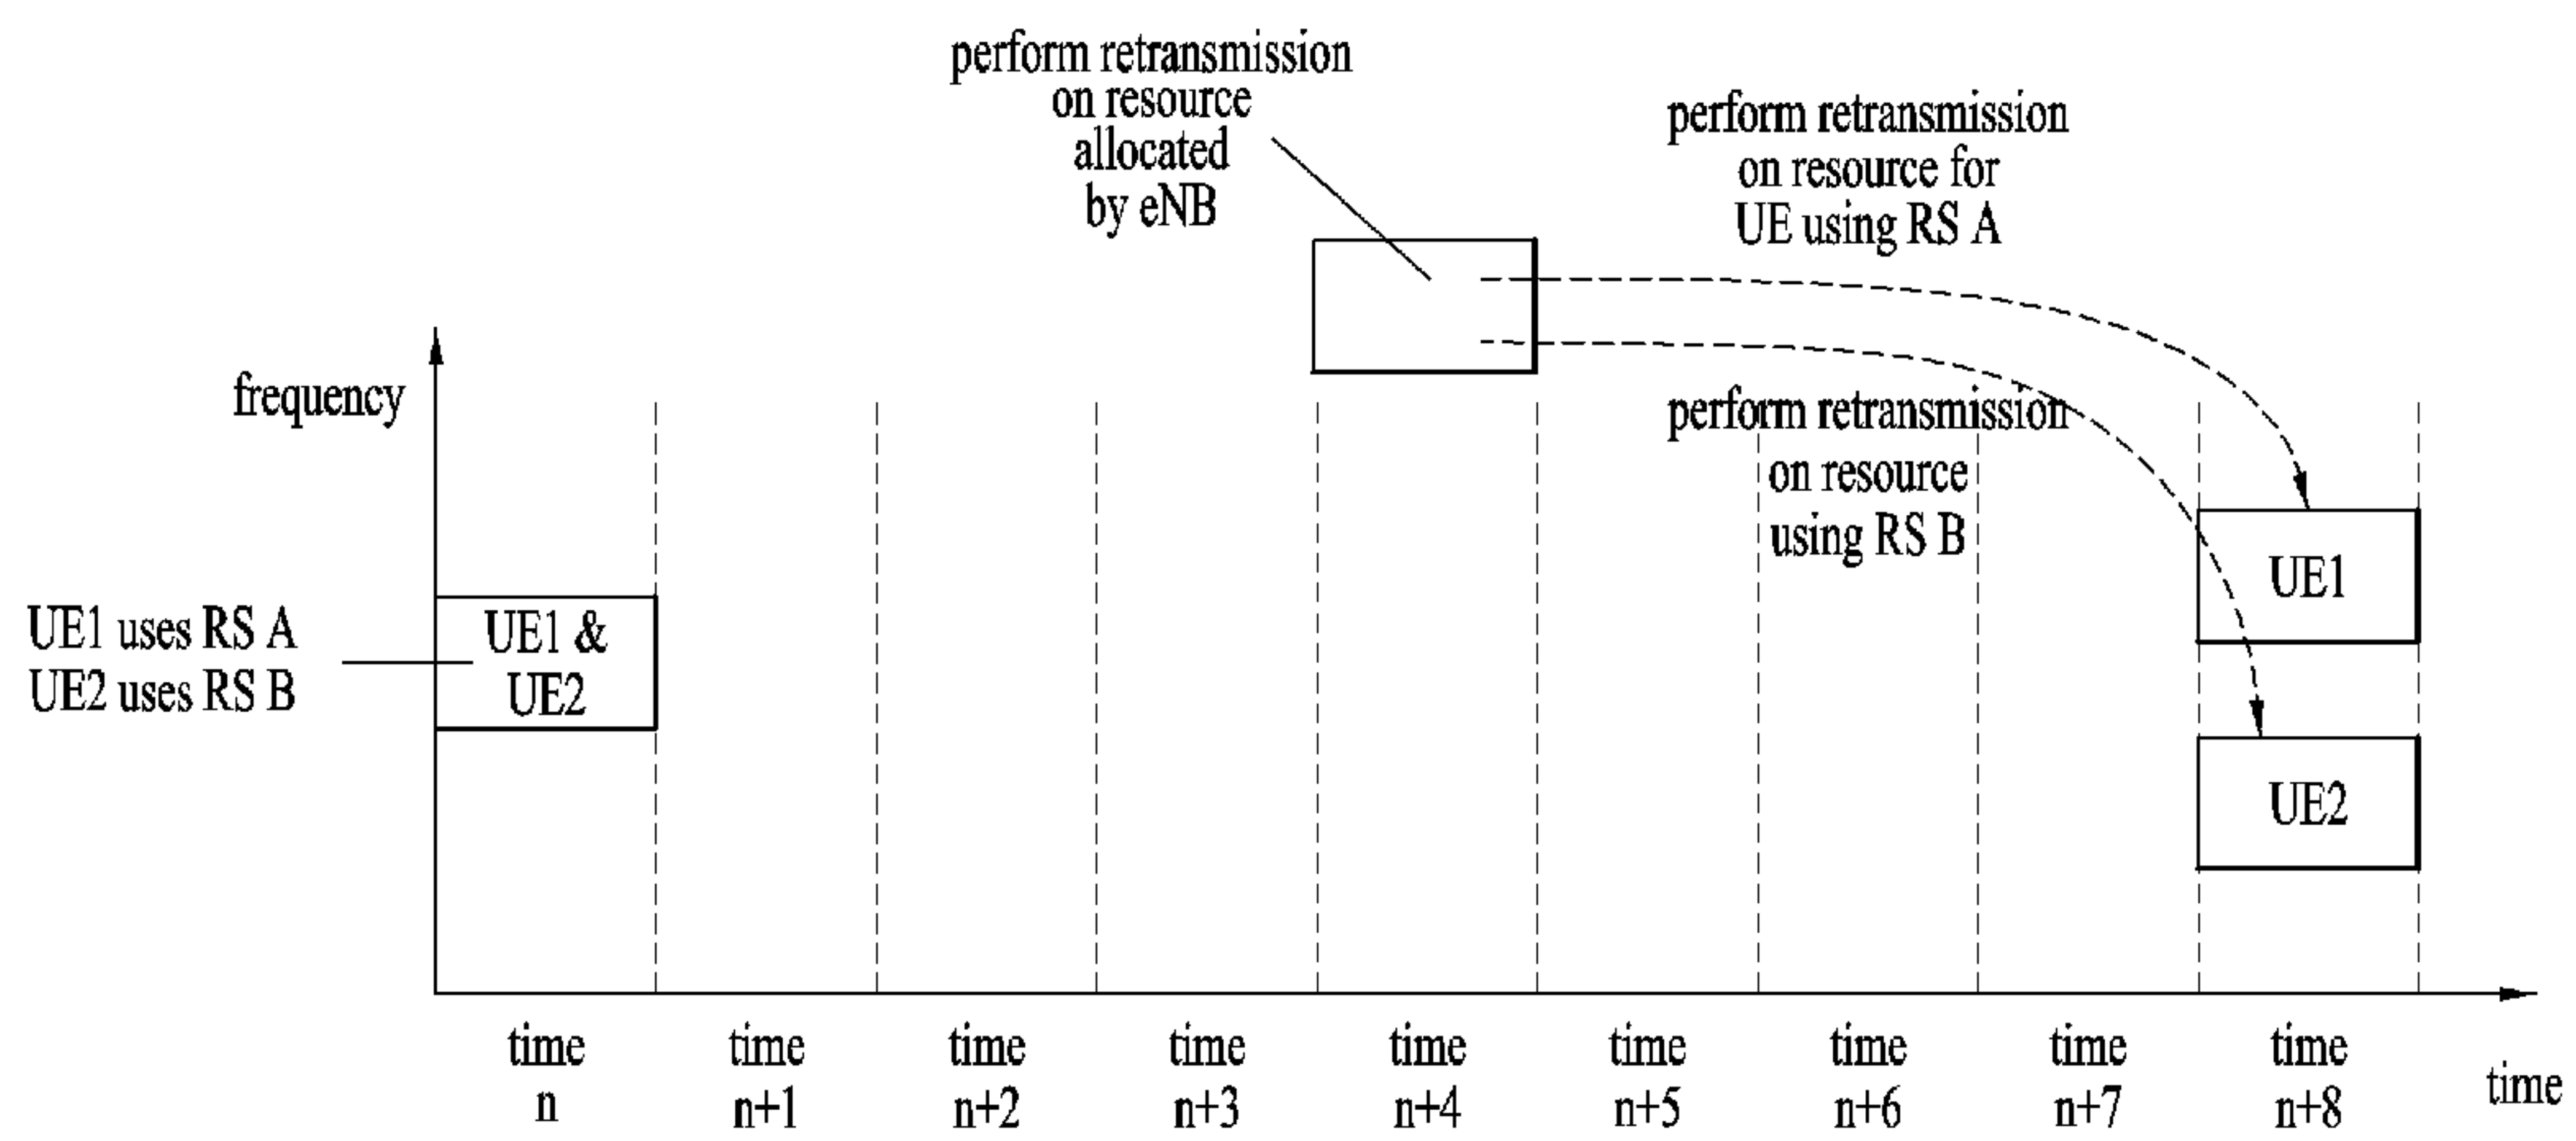 perform retransmission
on resource
allocated
by eNB
perform retransmission
on resource for
UE using RS A
frequency
perform retransmission
on resource
using RS B
UE1 uses RS A
UE2 uses RS B
UE1 &
UE2
UE1
UE2
time
n
time
n+1
time
n+2
time
n+3
time
n+4
time
n+5
time
n+6
time
n+7
time
n+8
time